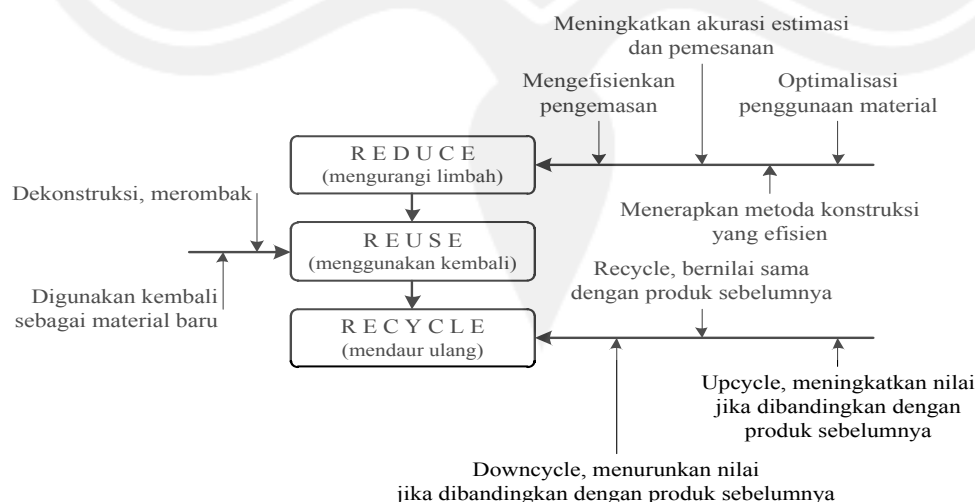 Meningkatkan akurasi estimasi
dan pemesanan
Mengefisienkan
pengemasan
Optimalisasi
penggunaan material
R E D U C E
(mengurangi limbah)
Dekonstruksi, merombak
Menerapkan metoda konstruksi
yang efisien
R E U S E
(menggunakan kembali)
Digunakan kembali
sebagai material baru
Recycle, bernilai sama
dengan produk sebelumnya
R E C Y C L E
(mendaur ulang)
Upcycle, meningkatkan nilai
jika dibandingkan dengan
produk sebelumnya
Downcycle, menurunkan nilai
jika dibandingkan dengan produk sebelumnya